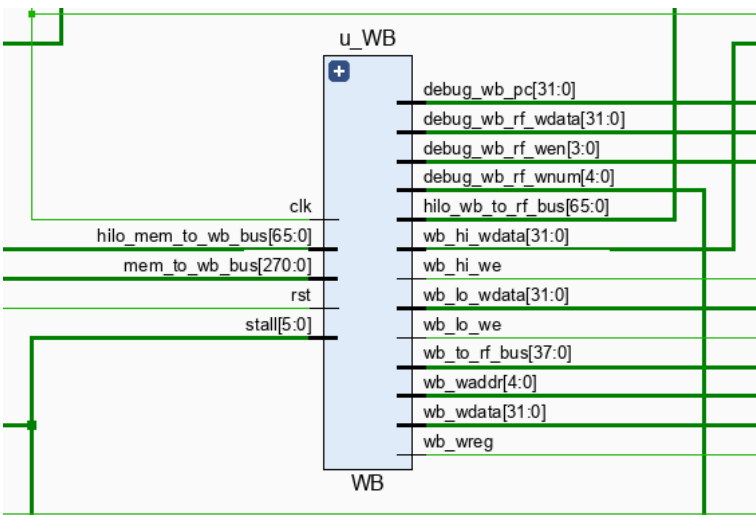 u_WB
debug_wb_pc[31:0]
debug_wb_rf_wdata[31:0]
debug_wb_rf_wen[3:0]
debug_wb_rf_wnum[4:0]
clk
hilo_wb_to_rf_bus[65:0]
hilo_mem_to_wb_bus[65:0]
wb_hi_wdata[31:0]
mem_to_wb_bus[270:0]
wb_hi_we
rst
wb_lo_wdata[31:0]
stall[5:0]
wb_lo_we
wb_to_rf_bus[37:0]
wb_waddr[4:0]
wb_wdata[31:0]
wb_wreg
WB